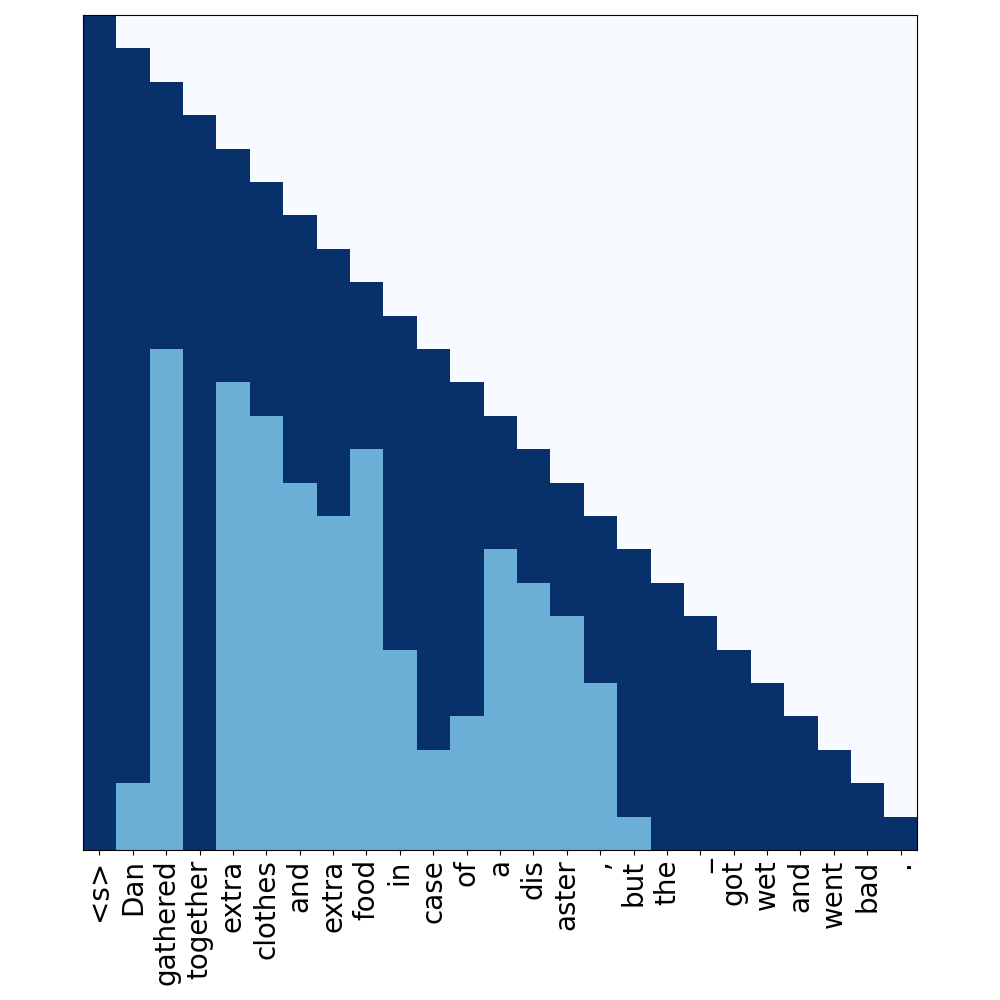 <s> Dan gathered together extra clothes and extra food in case of a dis aster , but the _ got wet and went bad .